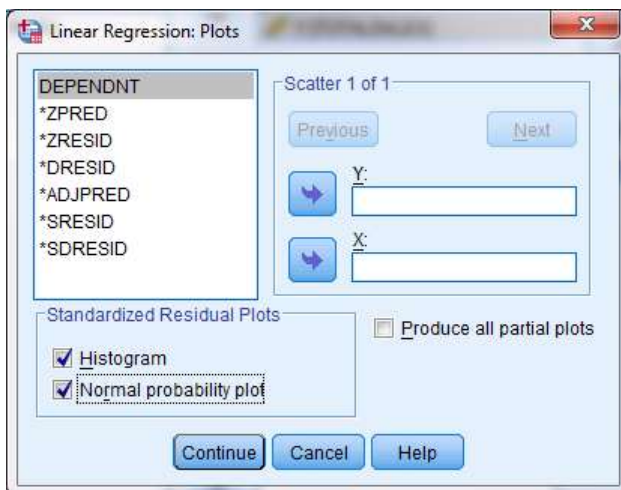 Linear Regression: Plots
DEPENDNT
*ZPRED
*ZRESID
*DRESID
*ADJPRED
*SRESID
*SDRESID
Scatter 1 of 1
Previous
Next
Y:
X:
Standardized Residual Plots
Histogram
Normal probability plot
Produce all partial plots
Continue
Cancel
Help